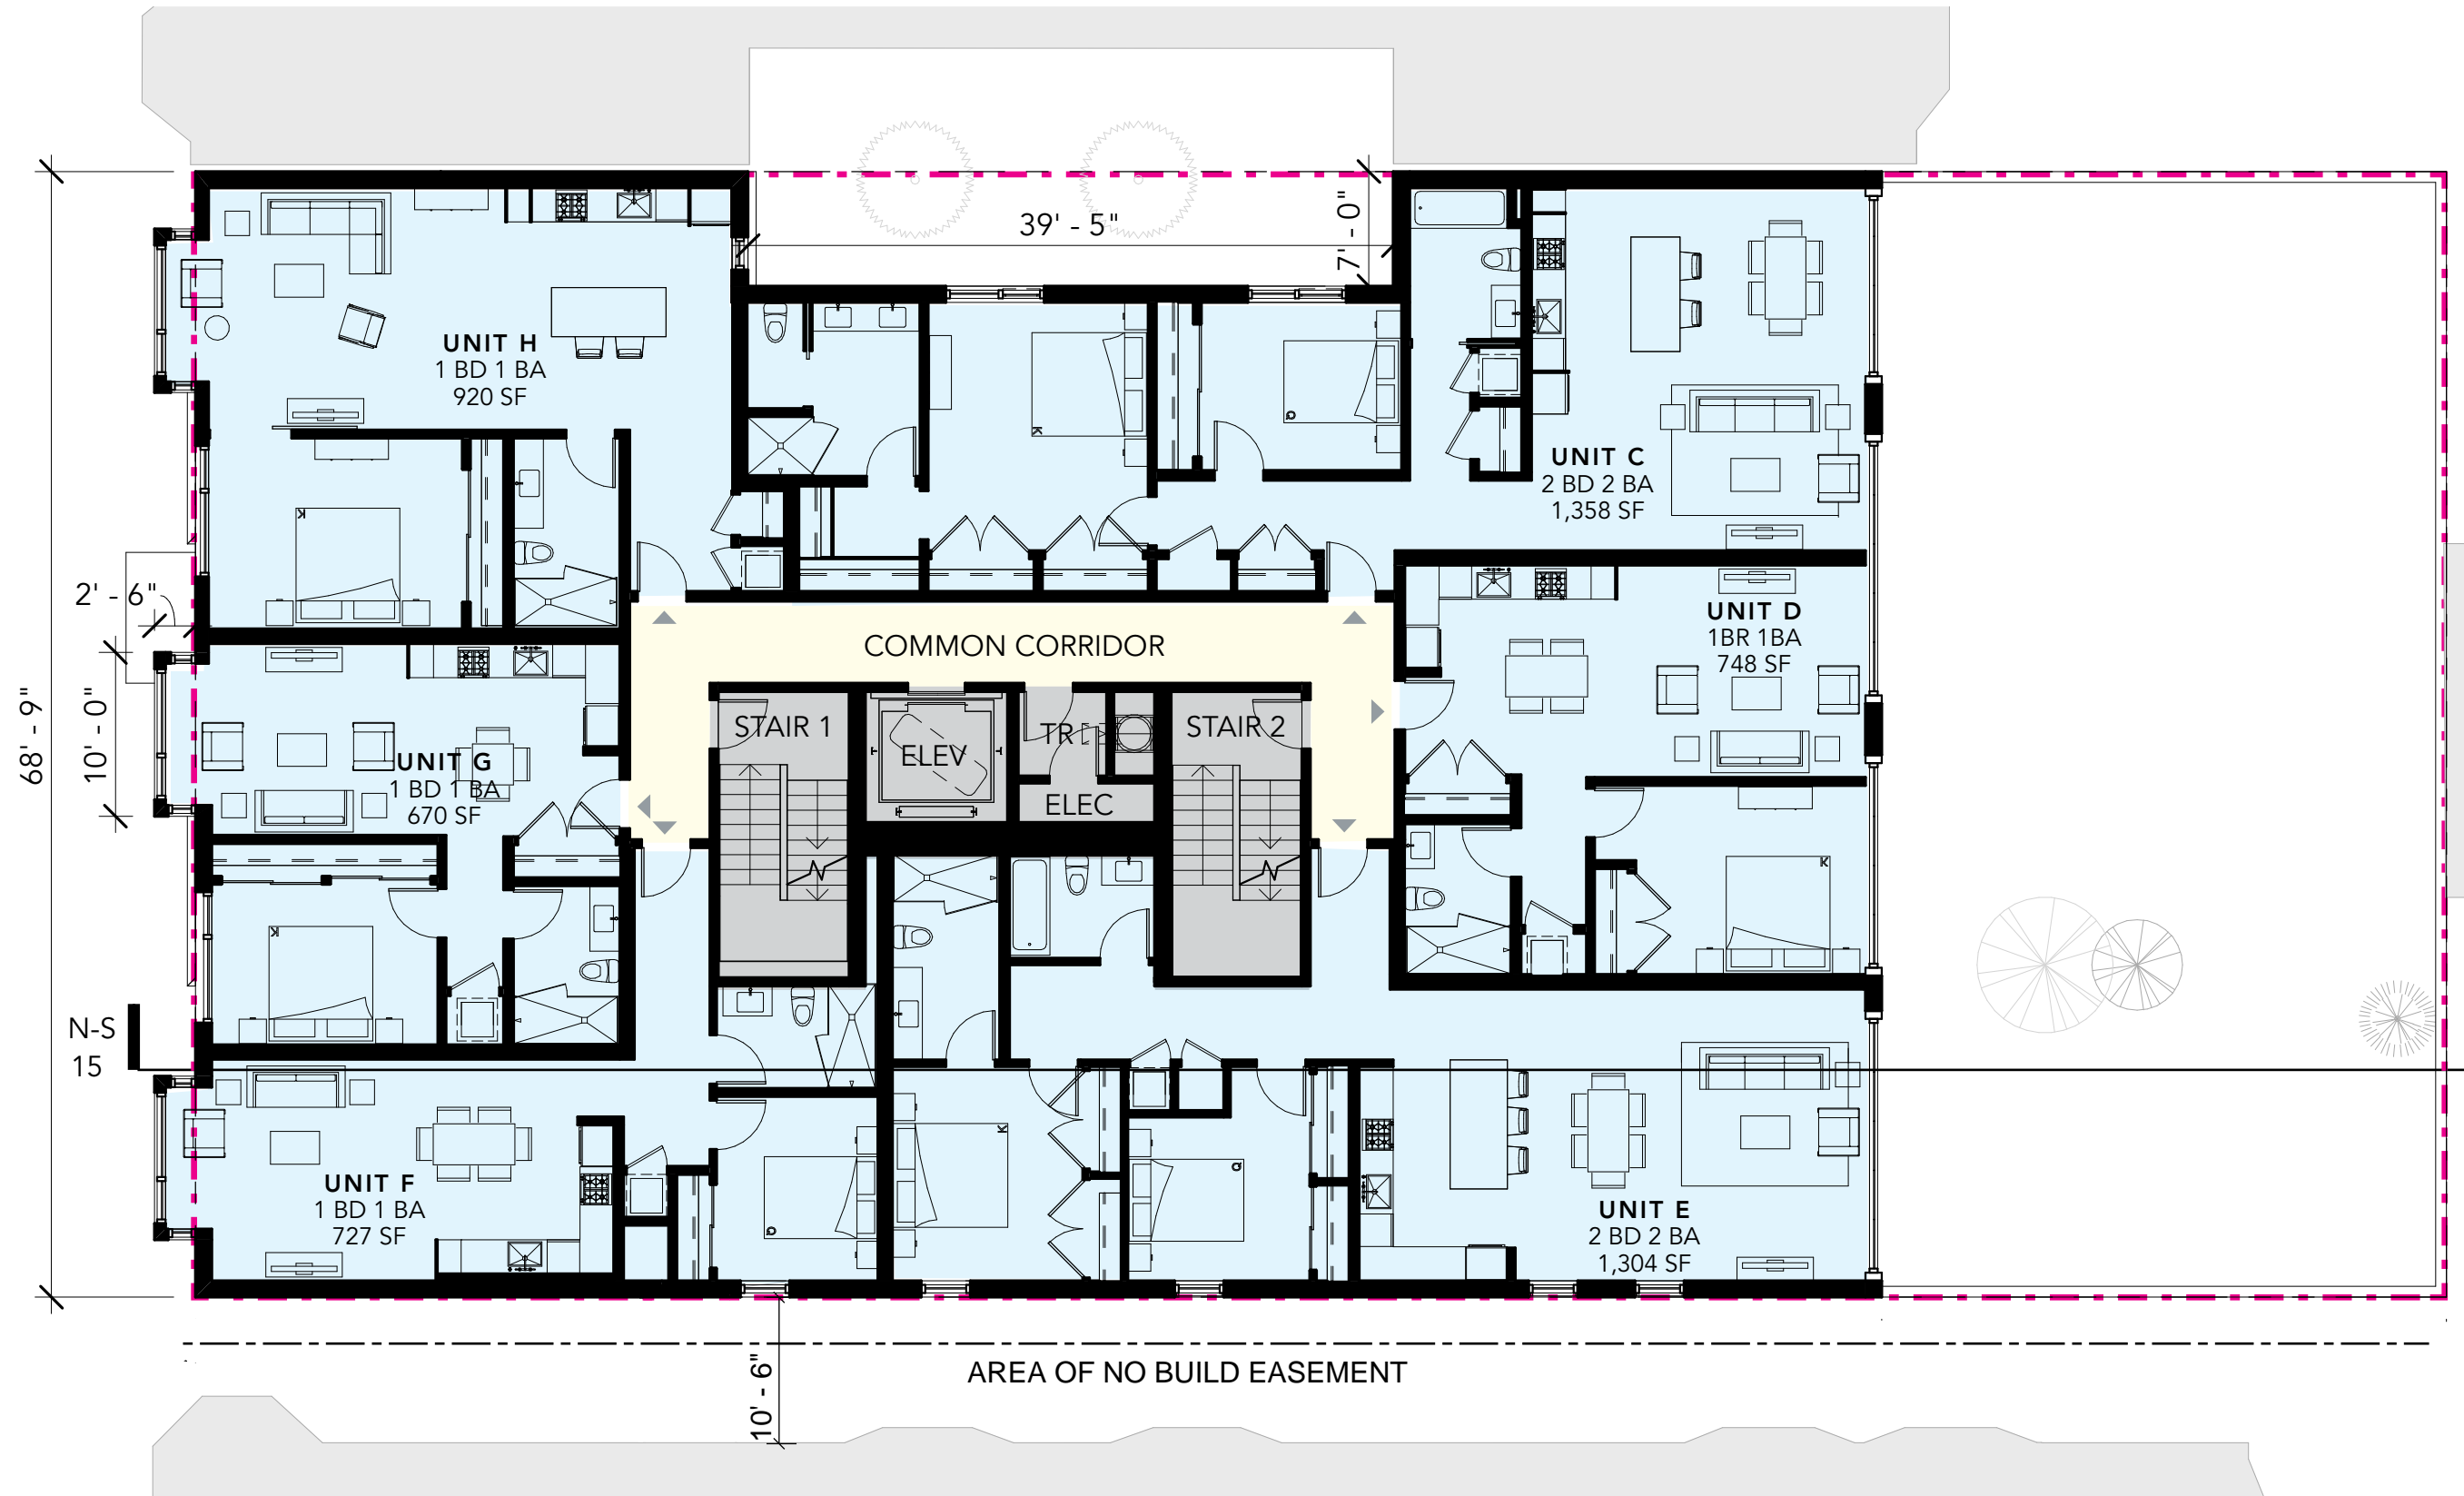 39' - 5"
7' - 0"
UNIT H
1 BD 1 BA
920 SF
K
Q
UNIT C
2 BD 2 BA
1,358 SF
K
2' - 6"
UNIT D
1BR 1BA
748 SF
COMMON CORRIDOR
68' - 9"
10' - 0"
STAIR 1
ELEV
TR
STAIR 2
UNIT G
1 BD 1 BA
670 SF
ELEC
K
K
N-S
15
K
Q
UNIT F
1 BD 1 BA
727 SF
Q
UNIT E
2 BD 2 BA
1,304 SF
10' - 6"
AREA OF NO BUILD EASEMENT